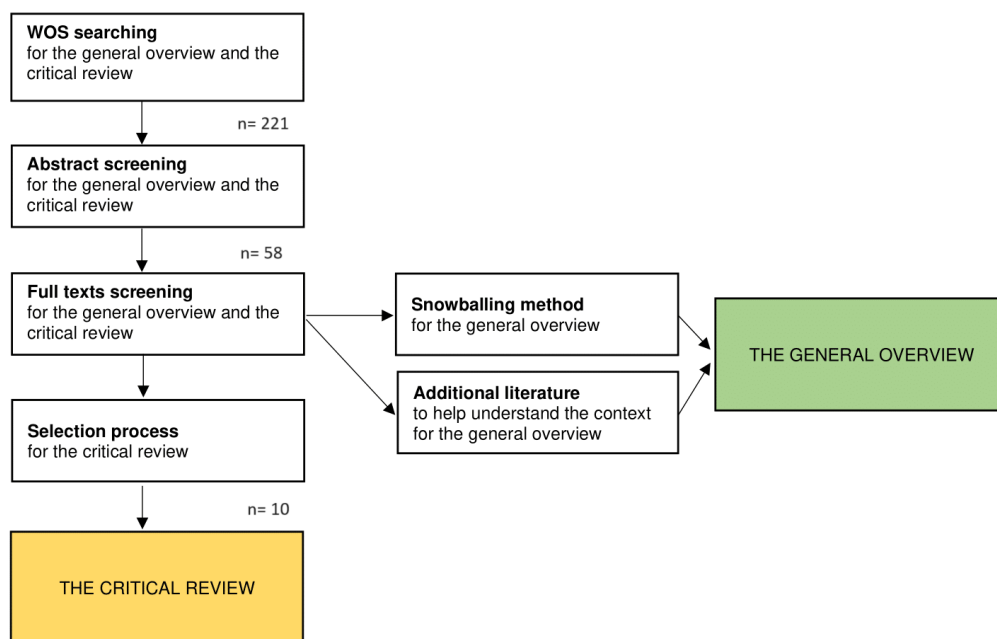 WOS searching
for the general overview and the
critical review
n= 221
Abstract screening
for the general overview and the
critical review
n= 58
Full texts screening
for the general overview and the
critical review
Snowballing method
for the general overview
THE GENERAL OVERVIEW
Additional literature
to help understand the context
for the general overview
Selection process
for the critical review
n= 10
THE CRITICAL REVIEW